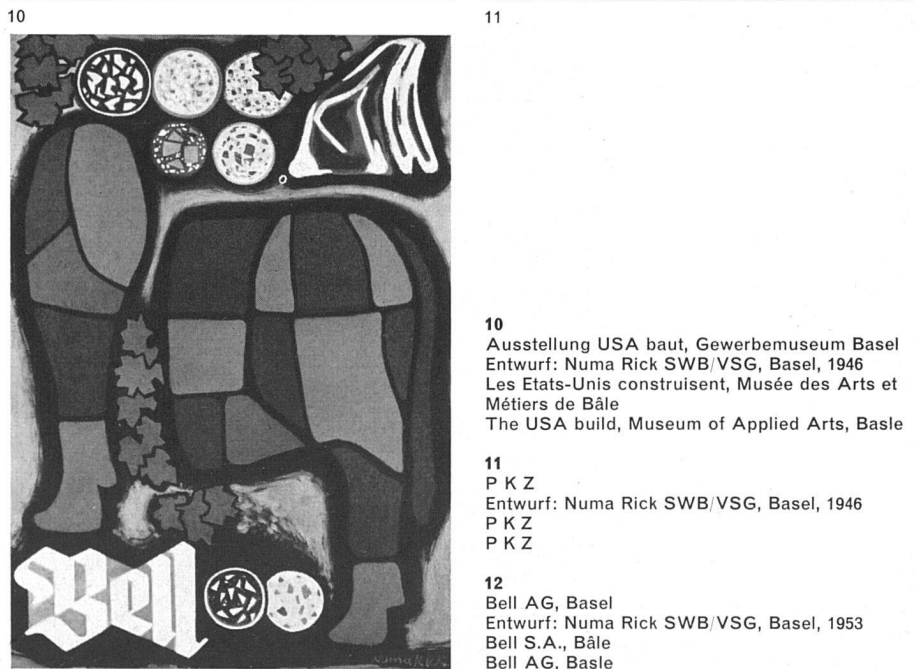 10
11
Bell
Numa Rick
10
Ausstellung USA baut, Gewerbemuseum Basel
Entwurf: Numa Rick SWB/VSG, Basel, 1946
Les Etats-Unis construisent, Musée des Arts et
Métiers de Bâle
The USA build, Museum of Applied Arts, Basle
11
P K Z
Entwurf: Numa Rick SWB/VSG, Basel, 1946
P K Z
P K Z
12
Bell AG, Basel
Entwurf: Numa Rick SWB/VSG, Basel, 1953
Bell S.A., Bâle
Bell AG, Basle